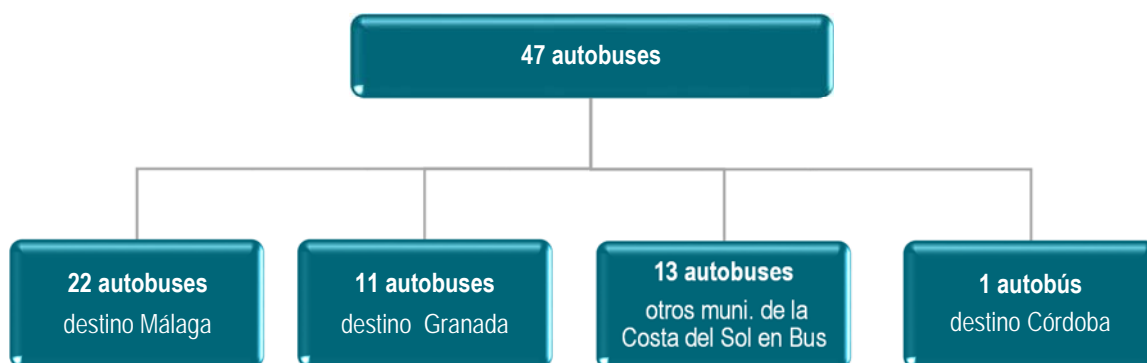 47 autobuses
22 autobuses
destino Málaga
11 autobuses
destino Granada
13 autobuses
otros muni. de la
Costa del Sol en Bus
1 autobús
destino Córdoba